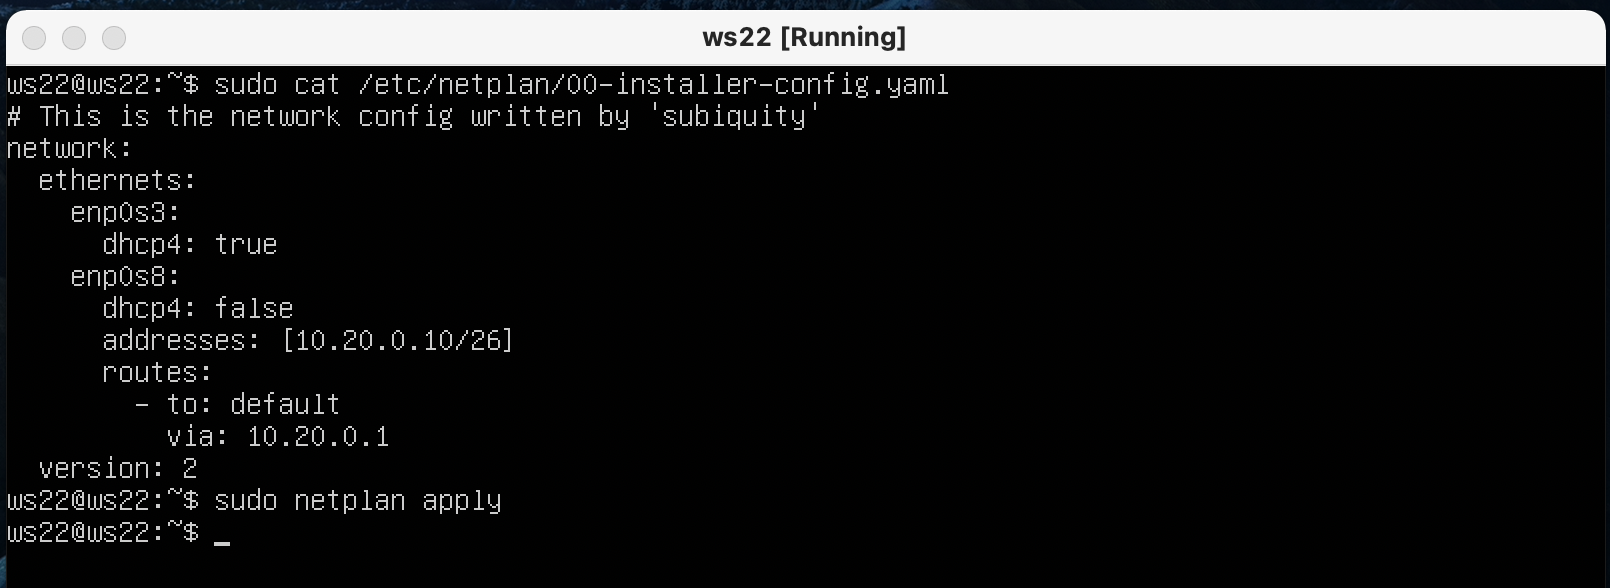 ws22 [Running]
ws22@ws22:~$ sudo cat /etc/netplan/00-installer-config.yaml
# This is the network config written by 'subiquity'
network:
  ethernets:
    enp0s3:
      dhcp4: true
    enp0s8:
      dhcp4: false
      addresses: [10.20.0.10/26]
      routes:
        - to: default
          via: 10.20.0.1
  version: 2
ws22@ws22:~$ sudo netplan apply
ws22@ws22:~$ _